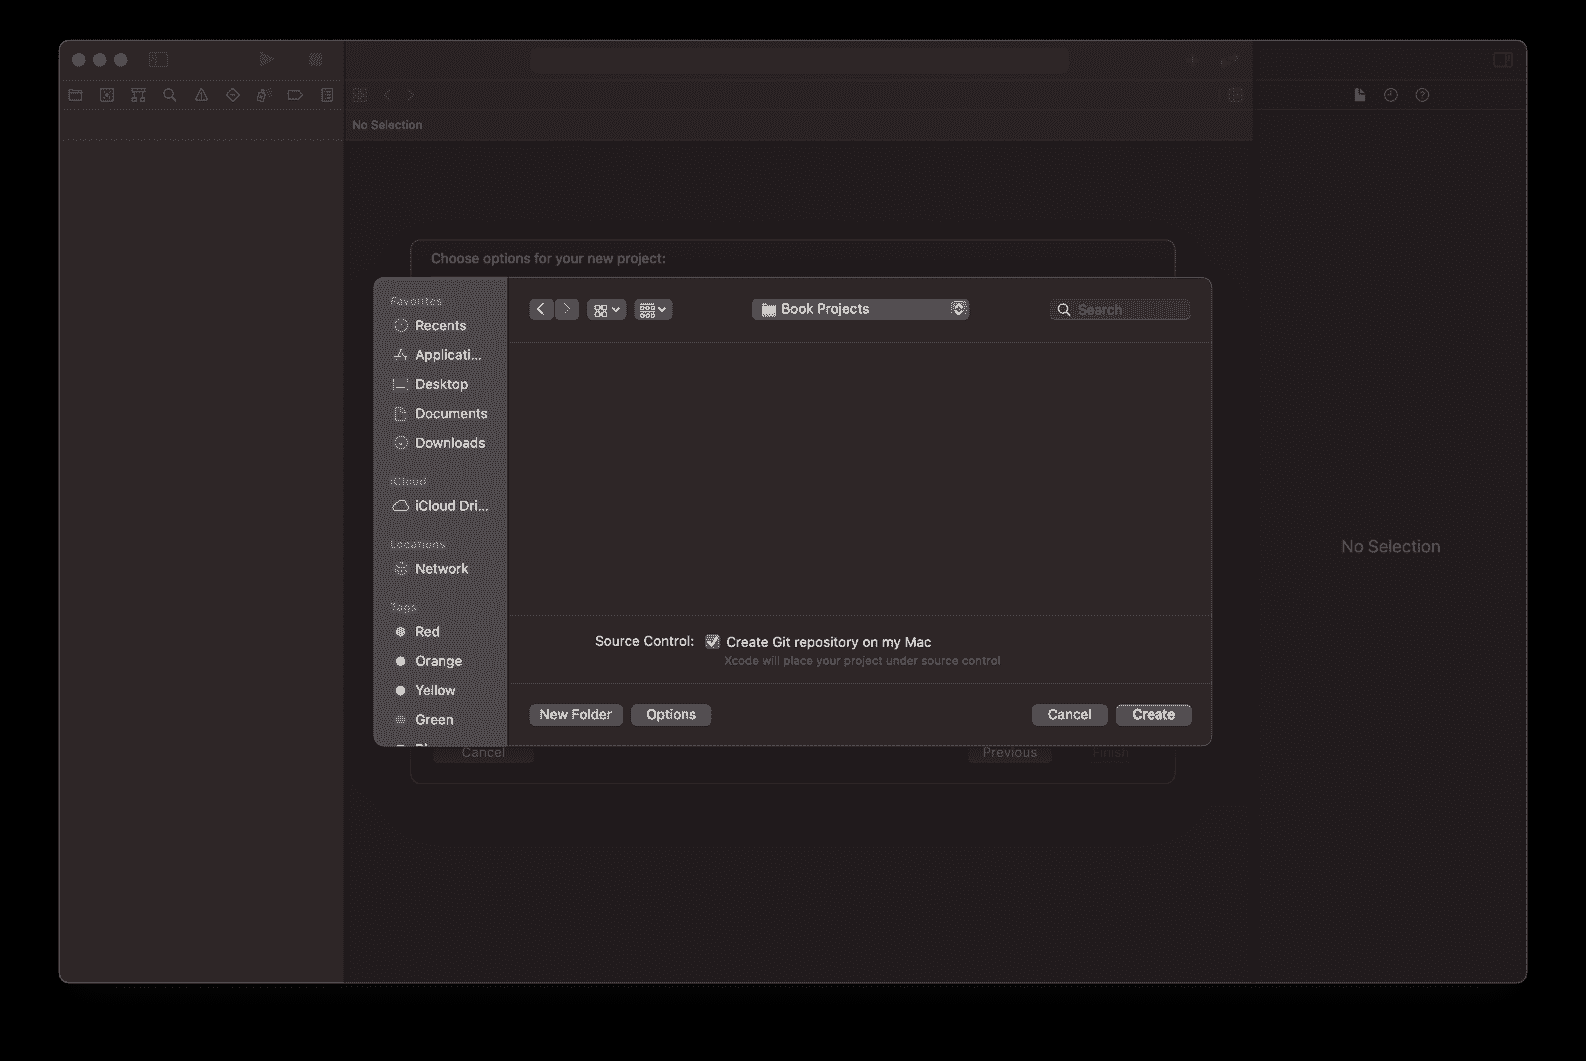 No Selection
Choose options for your new project:
Favorites
Recents
Applicati...
Desktop
Documents
Downloads
iCloud
iCloud Dri...
Locations
Network
Tags
Red
Orange
Yellow
Green
Book Projects
Search
Source Control: Create Git repository on my Mac
Xcode will place your project under source control
New Folder Options Cancel Create
Cancel Previous Finish
No Selection